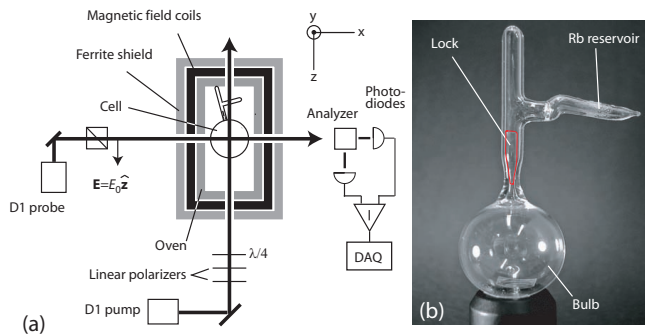 Magnetic field coils
Ferrite shield
Cell
y
x
z
Photo-
diodes
Analyzer
E=E₀ẑ
D1 probe
Oven
λ/4
Linear polarizers
D1 pump
I
DAQ
(a)
Lock
Rb reservoir
Bulb
(b)